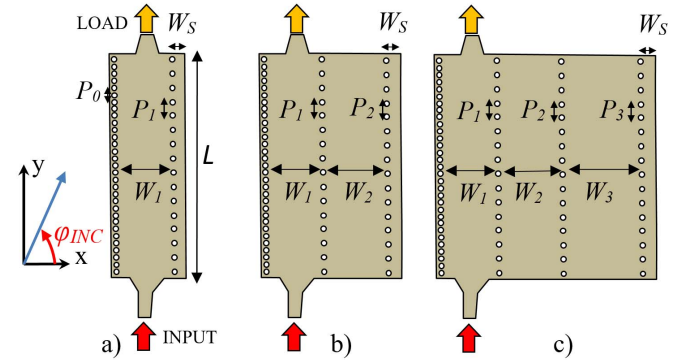 LOAD W_S W_S W_S
P_0 P_1 P_1 P_2 P_1 P_2 P_3
L
W_1 W_1 W_2 W_1 W_2 W_3
y
φ_INC
x
a) INPUT b) c)